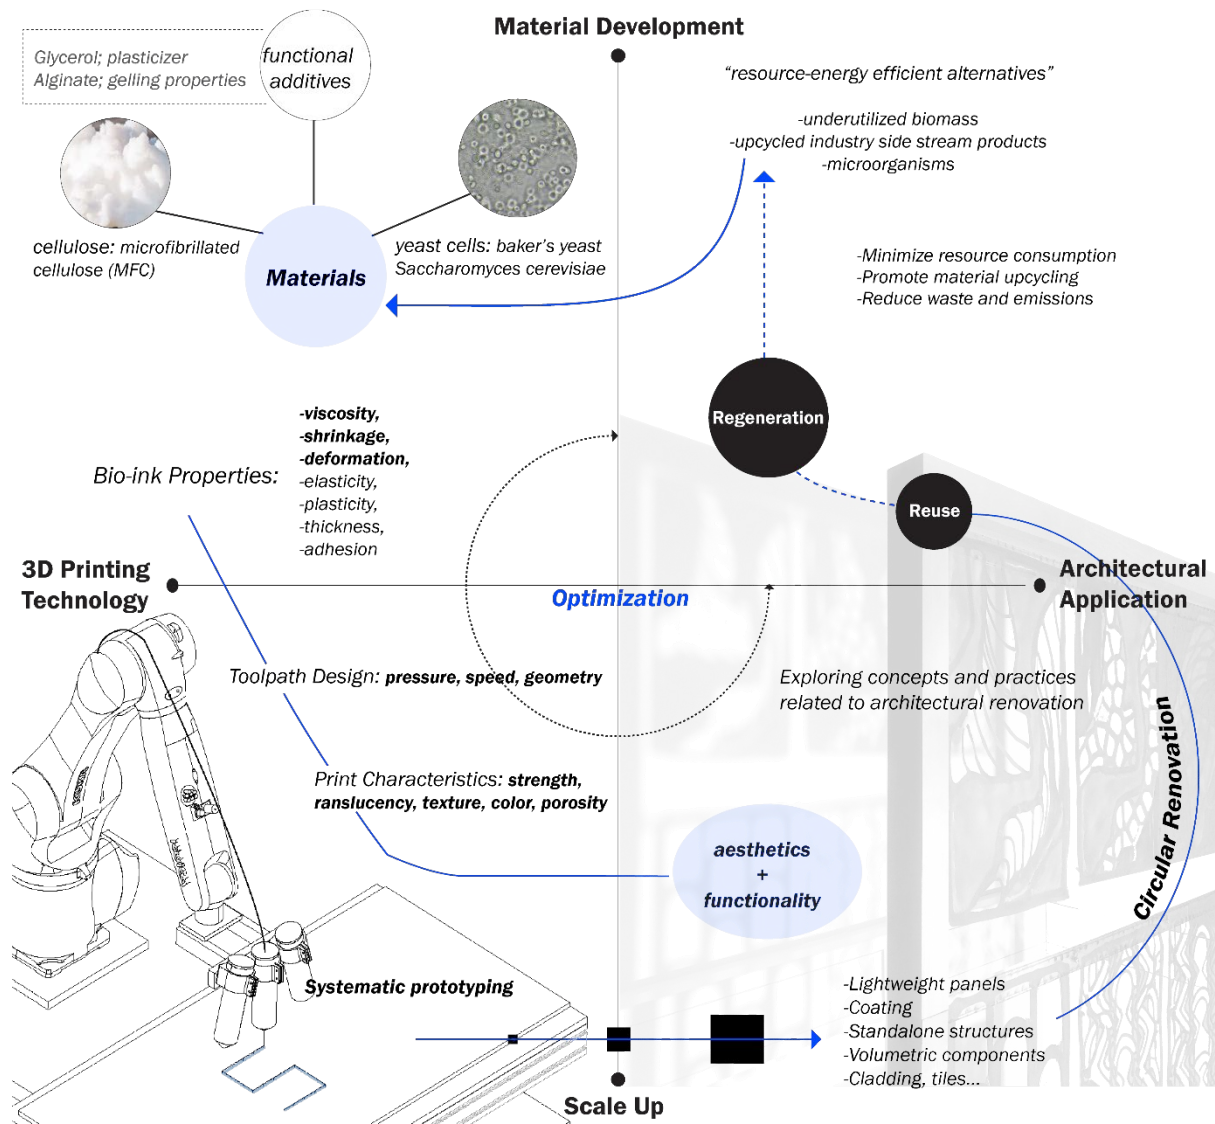 Material Development
Glycerol; plasticizer
Alginate; gelling properties
functional
additives
"resource-energy efficient alternatives"
-underutilized biomass
-upcycled industry side stream products
-microorganisms
cellulose: microfibrillated
cellulose (MFC)
yeast cells: baker's yeast
Saccharomyces cerevisiae
Materials
-Minimize resource consumption
-Promote material upcycling
-Reduce waste and emissions
Regeneration
Reuse
Bio-ink Properties:
-viscosity,
-shrinkage,
-deformation,
-elasticity,
-plasticity,
-thickness,
-adhesion
3D Printing
Technology
Optimization
Architectural
Application
Toolpath Design: pressure, speed, geometry
Exploring concepts and practices
related to architectural renovation
Print Characteristics: strength,
ranslucency, texture, color, porosity
aesthetics
+
functionality
Circular Renovation
Systematic prototyping
-Lightweight panels
-Coating
-Standalone structures
-Volumetric components
-Cladding, tiles...
Scale Up